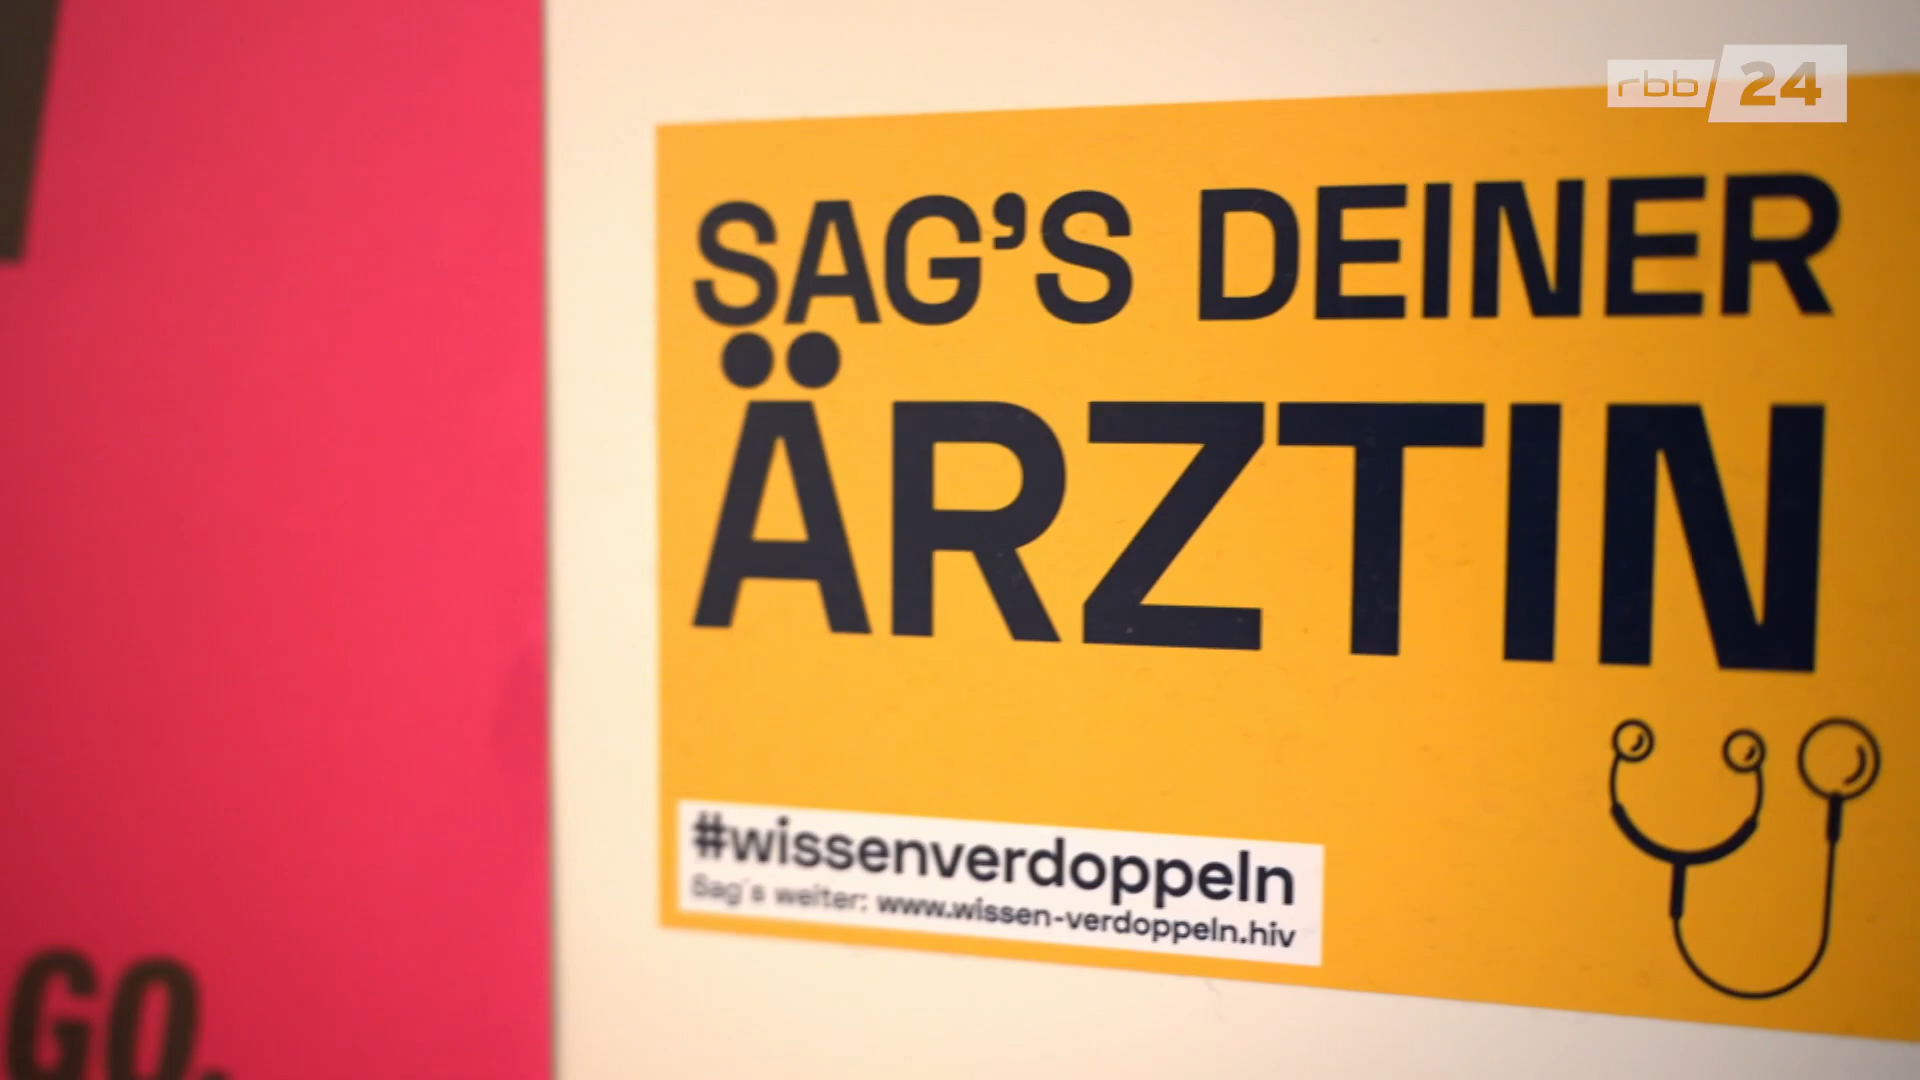 rbb 24
SAG'S DEINER
ÄRZTIN
#wissenverdoppeln
Sag´s weiter: www.wissen-verdoppeln.hiv
GO.